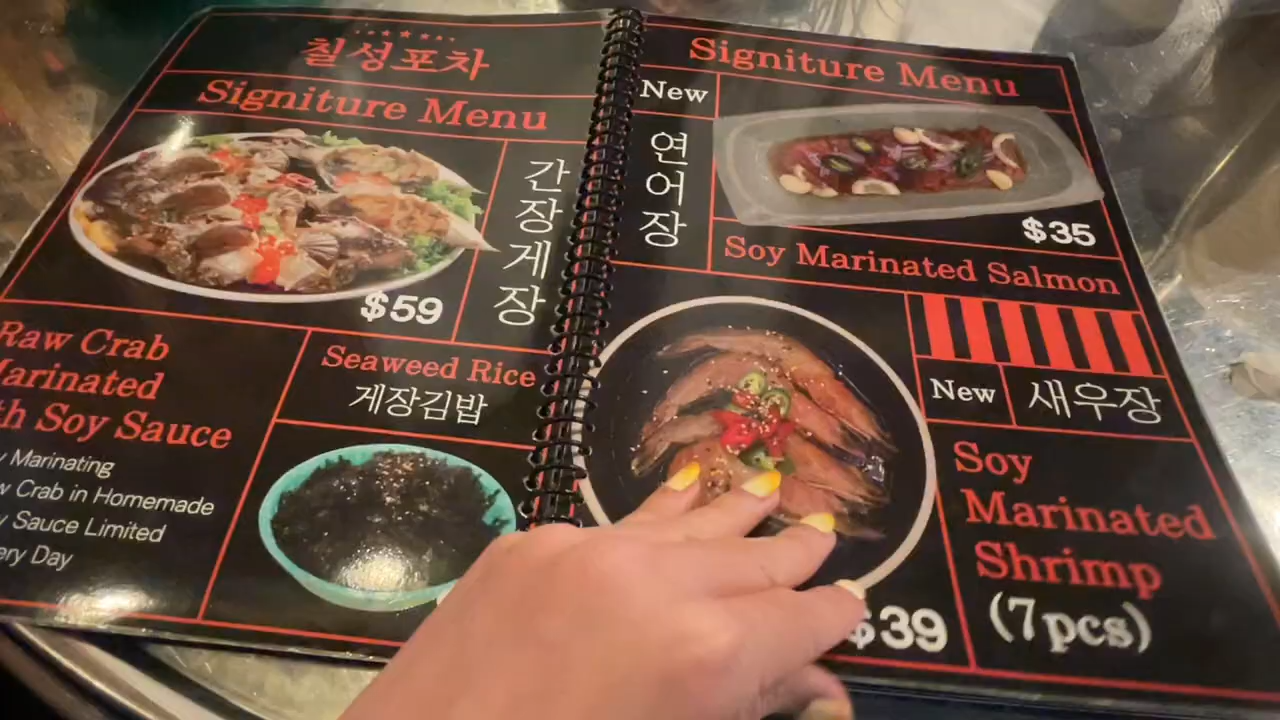 칠성포차
Signiture Menu
간장게장
$59
Raw Crab
Marinated
Soy Sauce
Marinating
Crab in Homemade
Sauce Limited
Day
Seaweed Rice
게장김밥
Signiture Menu
New
연어장
$35
Soy Marinated Salmon
New
새우장
Soy
Marinated
Shrimp
(7pcs)
$39